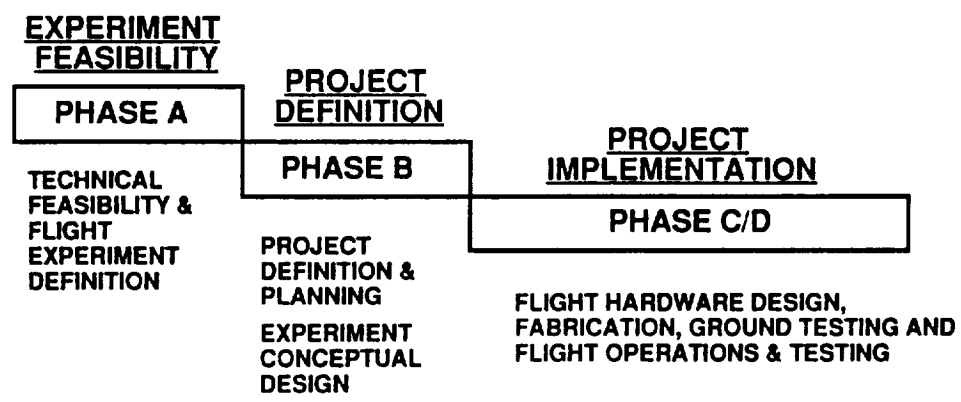 EXPERIMENT
FEASIBILITY
PHASE A
TECHNICAL
FEASIBILITY &
FLIGHT
EXPERIMENT
DEFINITION
PROJECT
DEFINITION
PHASE B
PROJECT
DEFINITION &
PLANNING
EXPERIMENT
CONCEPTUAL
DESIGN
PROJECT
IMPLEMENTATION
PHASE C/D
FLIGHT HARDWARE DESIGN,
FABRICATION, GROUND TESTING AND
FLIGHT OPERATIONS & TESTING